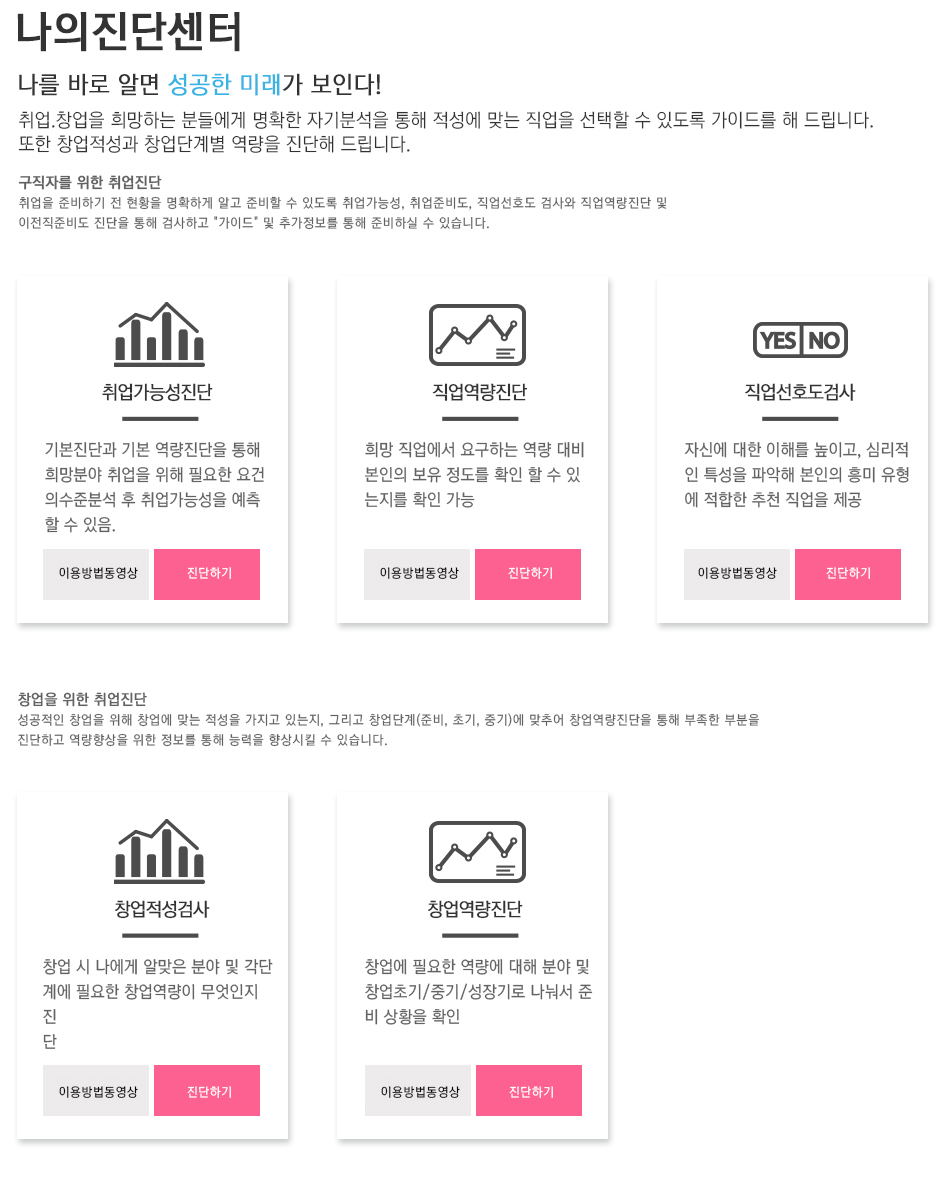 나의진단센터
나를 바로 알면 성공한 미래가 보인다!
취업.창업을 희망하는 분들에게 명확한 자기분석을 통해 적성에 맞는 직업을 선택할 수 있도록 가이드를 해 드립니다.
또한 창업적성과 창업단계별 역량을 진단해 드립니다.
구직자를 위한 취업진단
취업을 준비하기 전 현황을 명확하게 알고 준비할 수 있도록 취업가능성, 취업준비도, 직업선호도 검사와 직업역량진단 및
이전직준비도 진단을 통해 검사하고 "가이드" 및 추가정보를 통해 준비하실 수 있습니다.
취업가능성진단
기본진단과 기본 역량진단을 통해
희망분야 취업을 위해 필요한 요건
의수준분석 후 취업가능성을 예측
할 수 있음.
이용방법동영상
진단하기
직업역량진단
희망 직업에서 요구하는 역량 대비
본인의 보유 정도를 확인 할 수 있
는지를 확인 가능
이용방법동영상
진단하기
YES NO
직업선호도검사
자신에 대한 이해를 높이고, 심리적
인 특성을 파악해 본인의 흥미 유형
에 적합한 추천 직업을 제공
이용방법동영상
진단하기
창업을 위한 취업진단
성공적인 창업을 위해 창업에 맞는 적성을 가지고 있는지, 그리고 창업단계(준비, 초기, 중기)에 맞추어 창업역량진단을 통해 부족한 부분을
진단하고 역량향상을 위한 정보를 통해 능력을 향상시킬 수 있습니다.
창업적성검사
창업 시 나에게 알맞은 분야 및 각단
계에 필요한 창업역량이 무엇인지
진
단
이용방법동영상
진단하기
창업역량진단
창업에 필요한 역량에 대해 분야 및
창업초기/중기/성장기로 나눠서 준
비 상황을 확인
이용방법동영상
진단하기